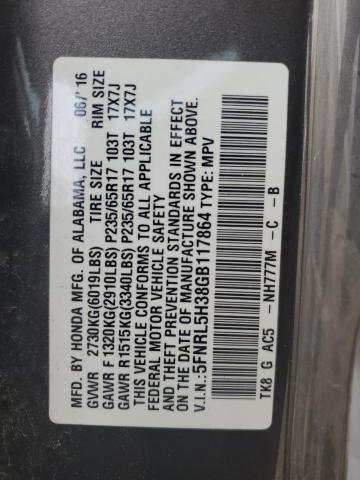 MFD. BY HONDA MFG. OF ALABAMA, LLC 06/'16
GVWR 2730KG(6019LBS) TIRE SIZE RIM SIZE
GAWR F 1320KG(2910LBS) P235/65R17 103T 17X7J
GAWR R1515KG(3340LBS) P235/65R17 103T 17X7J
THIS VEHICLE CONFORMS TO ALL APPLICABLE
FEDERAL MOTOR VEHICLE SAFETY
AND THEFT PREVENTION STANDARDS IN EFFECT
ON THE DATE OF MANUFACTURE SHOWN ABOVE.
V.I.N.:5FNRL5H38GB117864 TYPE: MPV
TK8 G AC5 -NH777M -C -B